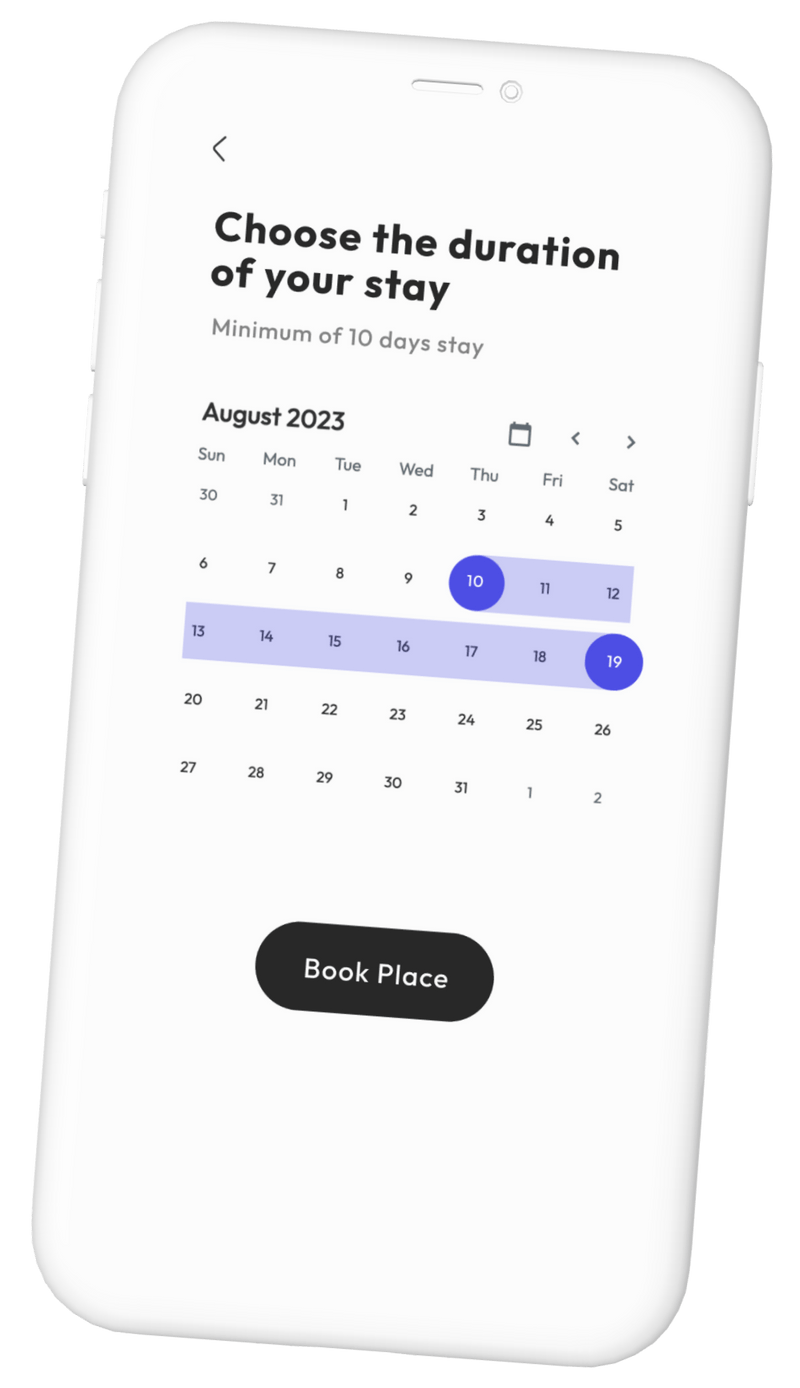 Choose the duration
of your stay
Minimum of 10 days stay
August 2023
Sun Mon Tue Wed Thu Fri Sat
30 31 1 2 3 4 5
6 7 8 9 10 11 12
13 14 15 16 17 18 19
20 21 22 23 24 25 26
27 28 29 30 31 1 2
Book Place